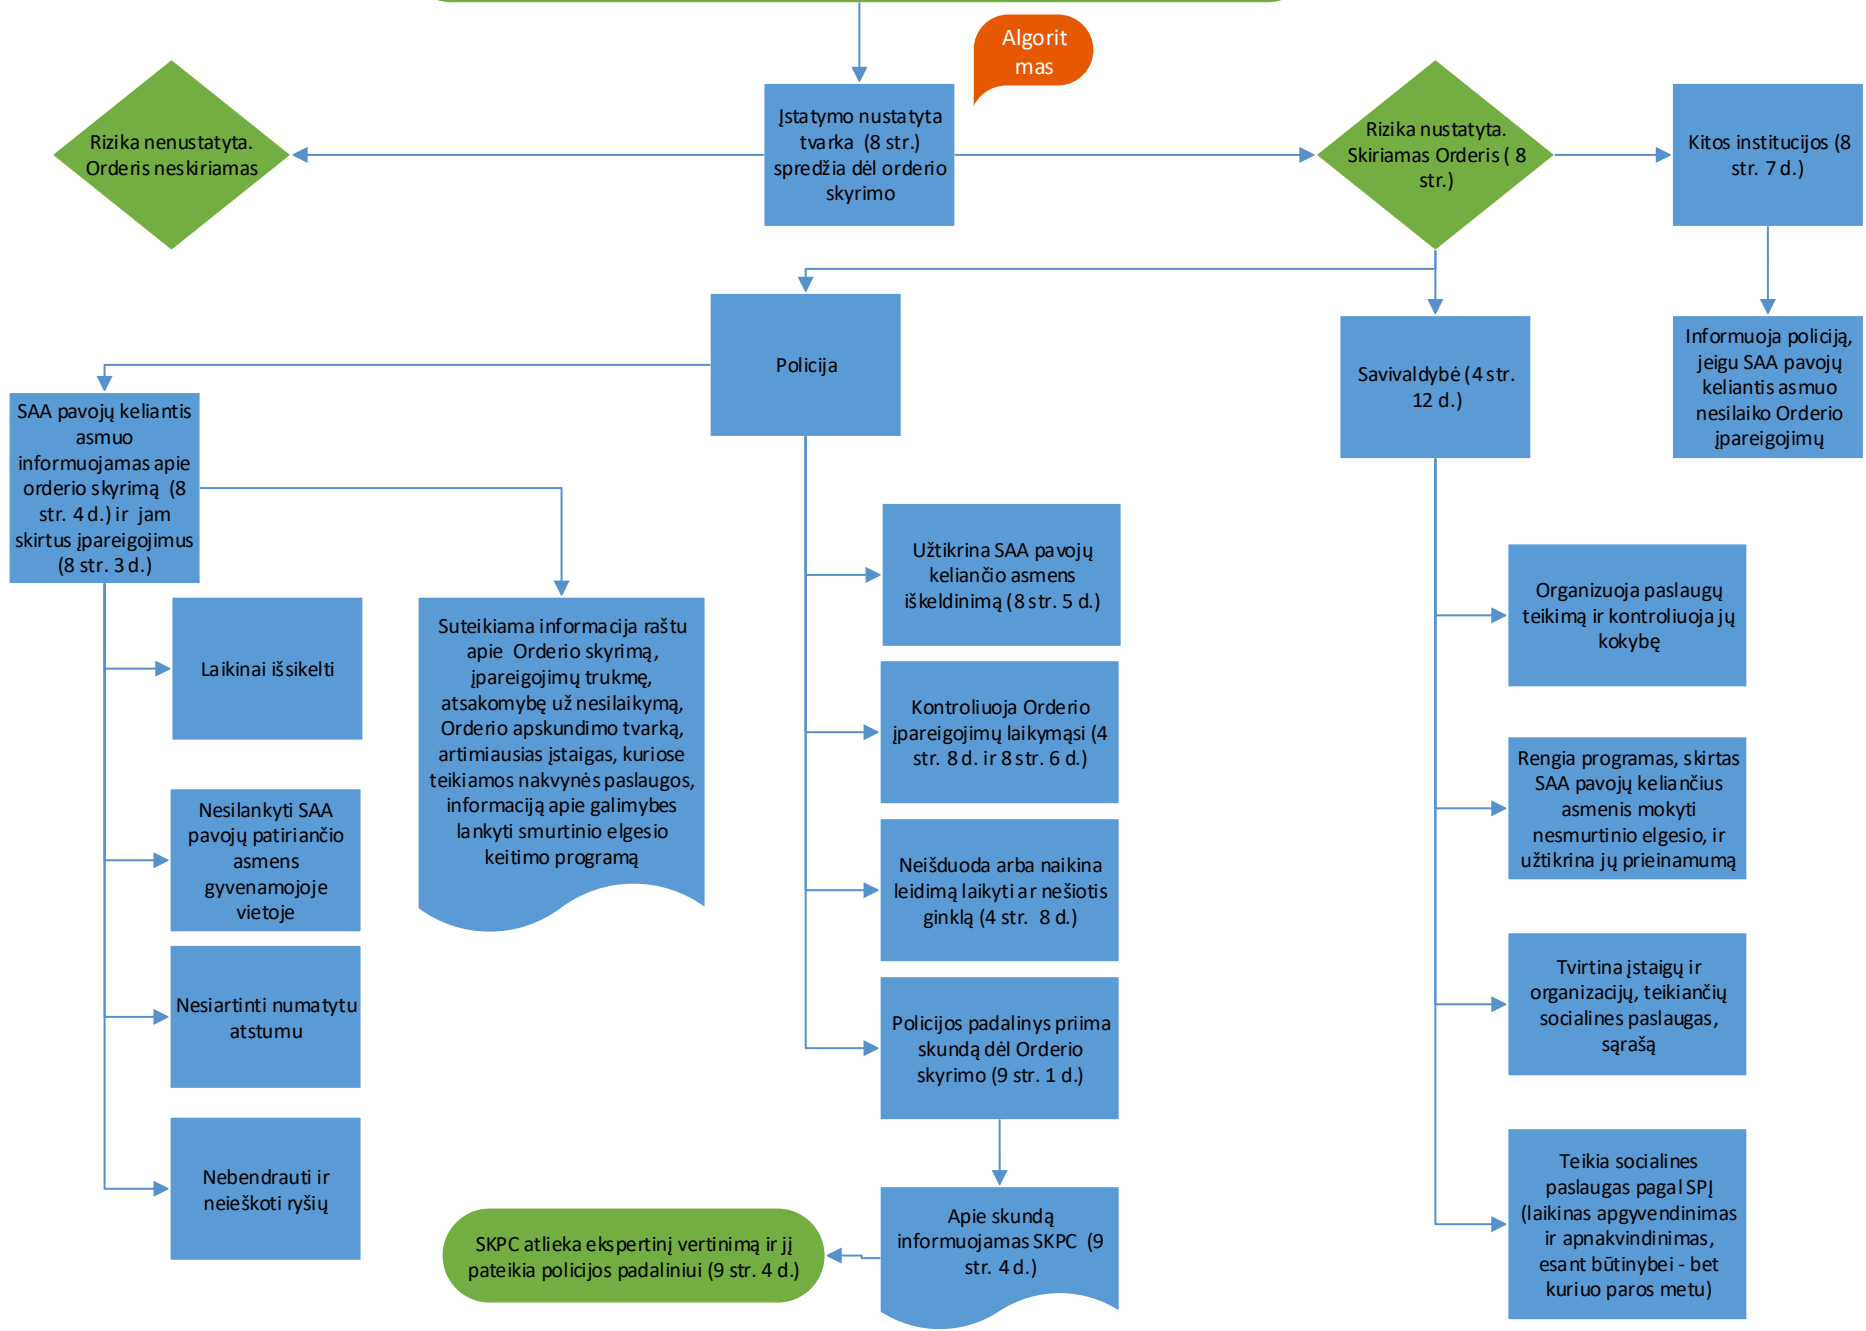 Algorit
mas
Įstatymo nustatyta
tvarka (8 str.)
spredžia dėl orderio
skyrimo
Rizika nenustatyta.
Orderis neskiriamas
Rizika nustatyta.
Skiriamas Orderis ( 8
str.)
Kitos institucijos (8
str. 7 d.)
Informuoja policiją,
jeigu SAA pavojų
keliantis asmuo
nesilaiko Orderio
įpareigojimų
Policija
Savivaldybė (4 str.
12 d.)
SAA pavojų keliantis
asmuo
informuojamas apie
orderio skyrimą (8
str. 4 d.) ir jam
skirtus įpareigojimus
(8 str. 3 d.)
Laikinai išsikelti
Nesilankyti SAA
pavojų patiriančio
asmens
gyvenamojoje
vietoje
Nesiartinti numatytu
atstumu
Nebendrauti ir
neieškoti ryšių
Suteikiama informacija raštu
apie Orderio skyrimą,
įpareigojimų trukmę,
atsakomybę už nesilaikymą,
Orderio apskundimo tvarką,
artimiausias įstaigas, kuriose
teikiamos nakvynės paslaugos,
informaciją apie galimybes
lankyti smurtinio elgesio
keitimo programą
Užtikrina SAA pavojų
keliančio asmens
iškeldinimą (8 str. 5 d.)
Kontroliuoja Orderio
įpareigojimų laikymąsi (4
str. 8 d. ir 8 str. 6 d.)
Neišduoda arba naikina
leidimą laikyti ar nešiotis
ginklą (4 str. 8 d.)
Policijos padalinys priima
skundą dėl Orderio
skyrimo (9 str. 1 d.)
Apie skundą
informuojamas SKPC (9
str. 4 d.)
SKPC atlieka ekspertinį vertinimą ir jį
pateikia policijos padaliniui (9 str. 4 d.)
Organizuoja paslaugų
teikimą ir kontroliuoja jų
kokybę
Rengia programas, skirtas
SAA pavojų keliančius
asmenis mokyti
nesmurtinio elgesio, ir
užtikrina jų prieinamumą
Tvirtina įstaigų ir
organizacijų, teikiančių
socialines paslaugas,
sąrašą
Teikia socialines
paslaugas pagal SPĮ
(laikinas apgyvendinimas
ir apnakvindinimas,
esant būtinybei - bet
kuriuo paros metu)